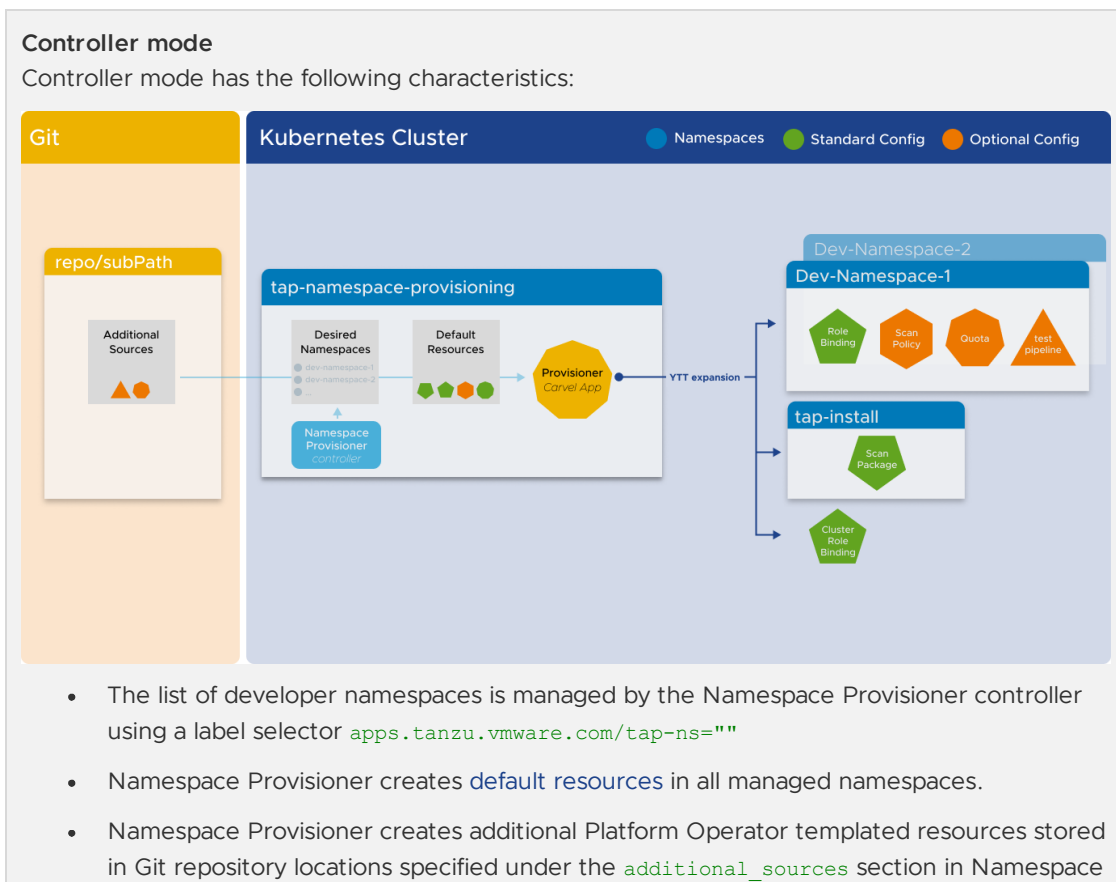 Controller mode
Controller mode has the following characteristics:
Git
Kubernetes Cluster
Namespaces
Standard Config
Optional Config
repo/subPath
Additional
Sources
tap-namespace-provisioning
Desired
Namespaces
dev-namespace-1
dev-namespace-2
...
Namespace
Provisioner
controller
Default
Resources
Provisioner
Carvel App
YTT expansion
Dev-Namespace-2
Dev-Namespace-1
Role
Binding
Scan
Policy
Quota
test
pipeline
tap-install
Scan
Package
Cluster
Role
Binding
• The list of developer namespaces is managed by the Namespace Provisioner controller
using a label selector apps.tanzu.vmware.com/tap-ns=""
• Namespace Provisioner creates default resources in all managed namespaces.
• Namespace Provisioner creates additional Platform Operator templated resources stored
in Git repository locations specified under the additional_sources section in Namespace